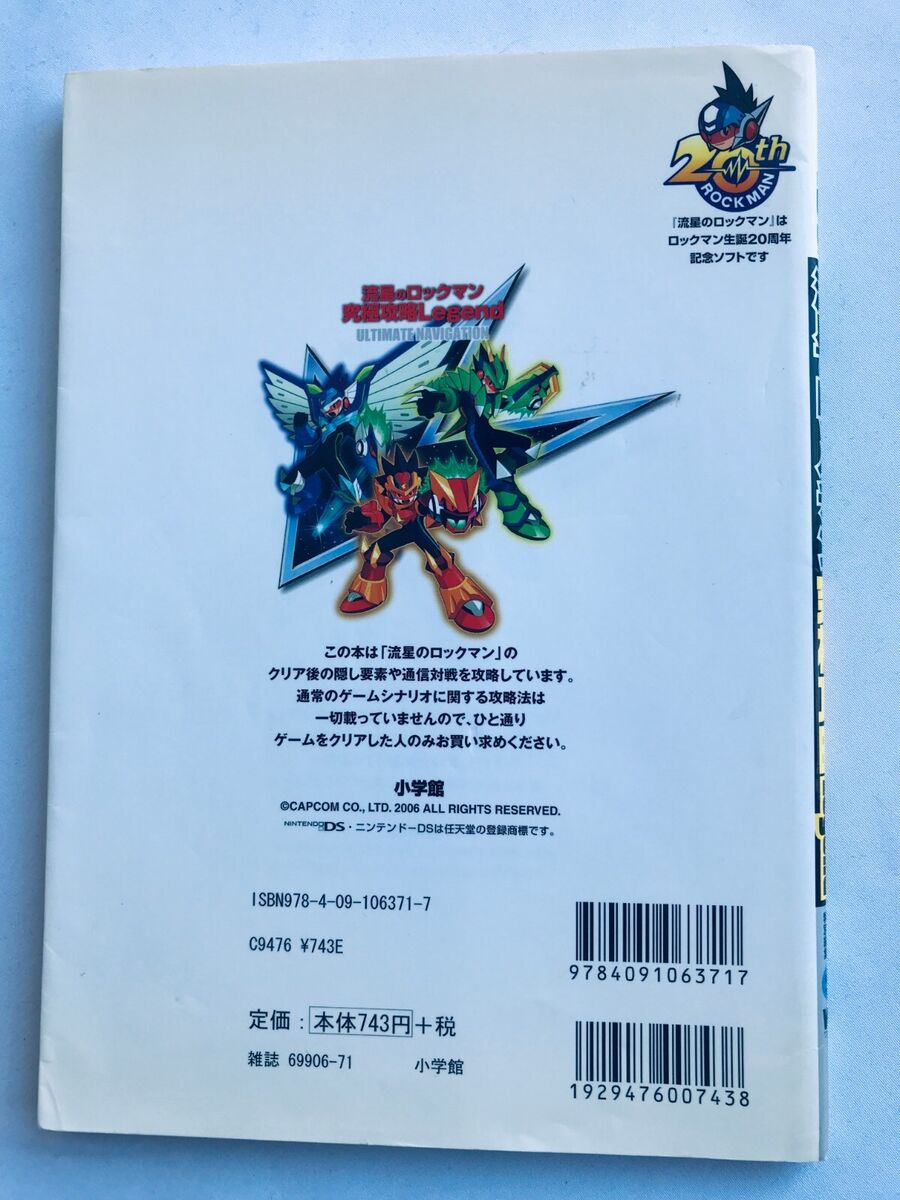 20th
ROCKMAN
『流星のロックマン』は
ロックマン生誕20周年
記念ソフトです
流星のロックマン
究極攻略Legend
ULTIMATE NAVIGATION
この本は「流星のロックマン」の
クリア後の隠し要素や通信対戦を攻略しています。
通常のゲームシナリオに関する攻略法は
一切載っていませんので、ひと通り
ゲームをクリアした人のみお買い求めください。
小学館
©CAPCOM CO., LTD. 2006 ALL RIGHTS RESERVED.
NINTENDO DS・ニンテンドーDSは任天堂の登録商標です。
ISBN978-4-09-106371-7
C9476 ¥743E
9784091063717
定価：本体743円+税
雑誌 69906-71 小学館
1929476007438